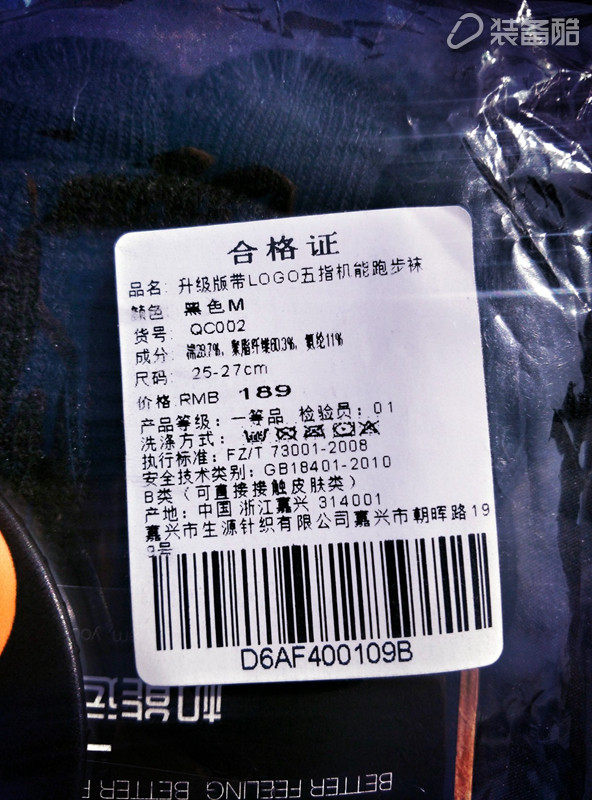 装备酷
合格证
品名: 升级版带LOGO五指机能跑步袜
颜色: 黑色M
货号: QC002
成分: 棉28.7%, 聚脂纤维60.3%, 氨纶11%
尺码: 25-27cm
价格:RMB 189
产品等级: 一等品 检验员: 01
洗涤方式:
执行标准: FZ/T 73001-2008
安全技术类别: GB18401-2010
B类 (可直接接触皮肤类)
产地: 中国 浙江嘉兴 314001
嘉兴市生源针织有限公司嘉兴市朝晖路19
号
D6AF400109B
机能运
BETTER FEELING BETTER F